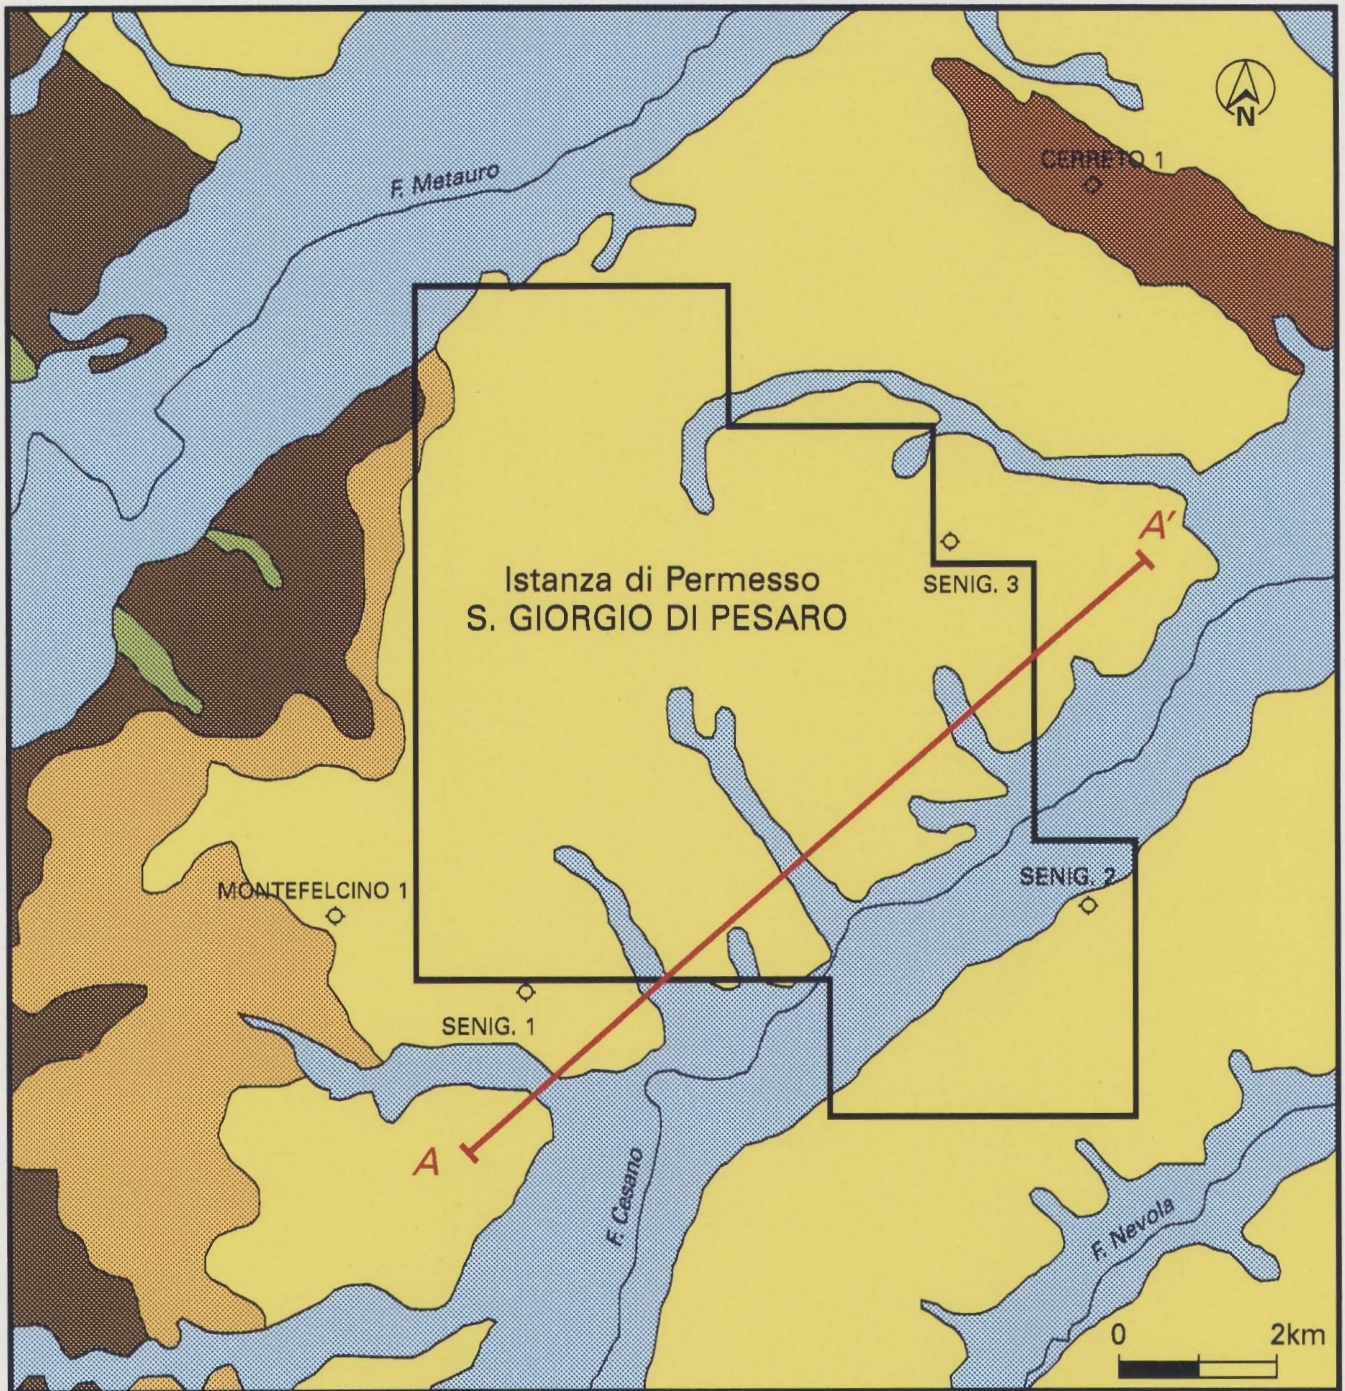 N
CERRETO 1
F. Metauro
A'
Istanza di Permesso
S. GIORGIO DI PESARO
SENIG. 3
MONTEFELCINO 1
SENIG. 2
SENIG. 1
A
F. Cesano
F. Nevola
0 2km